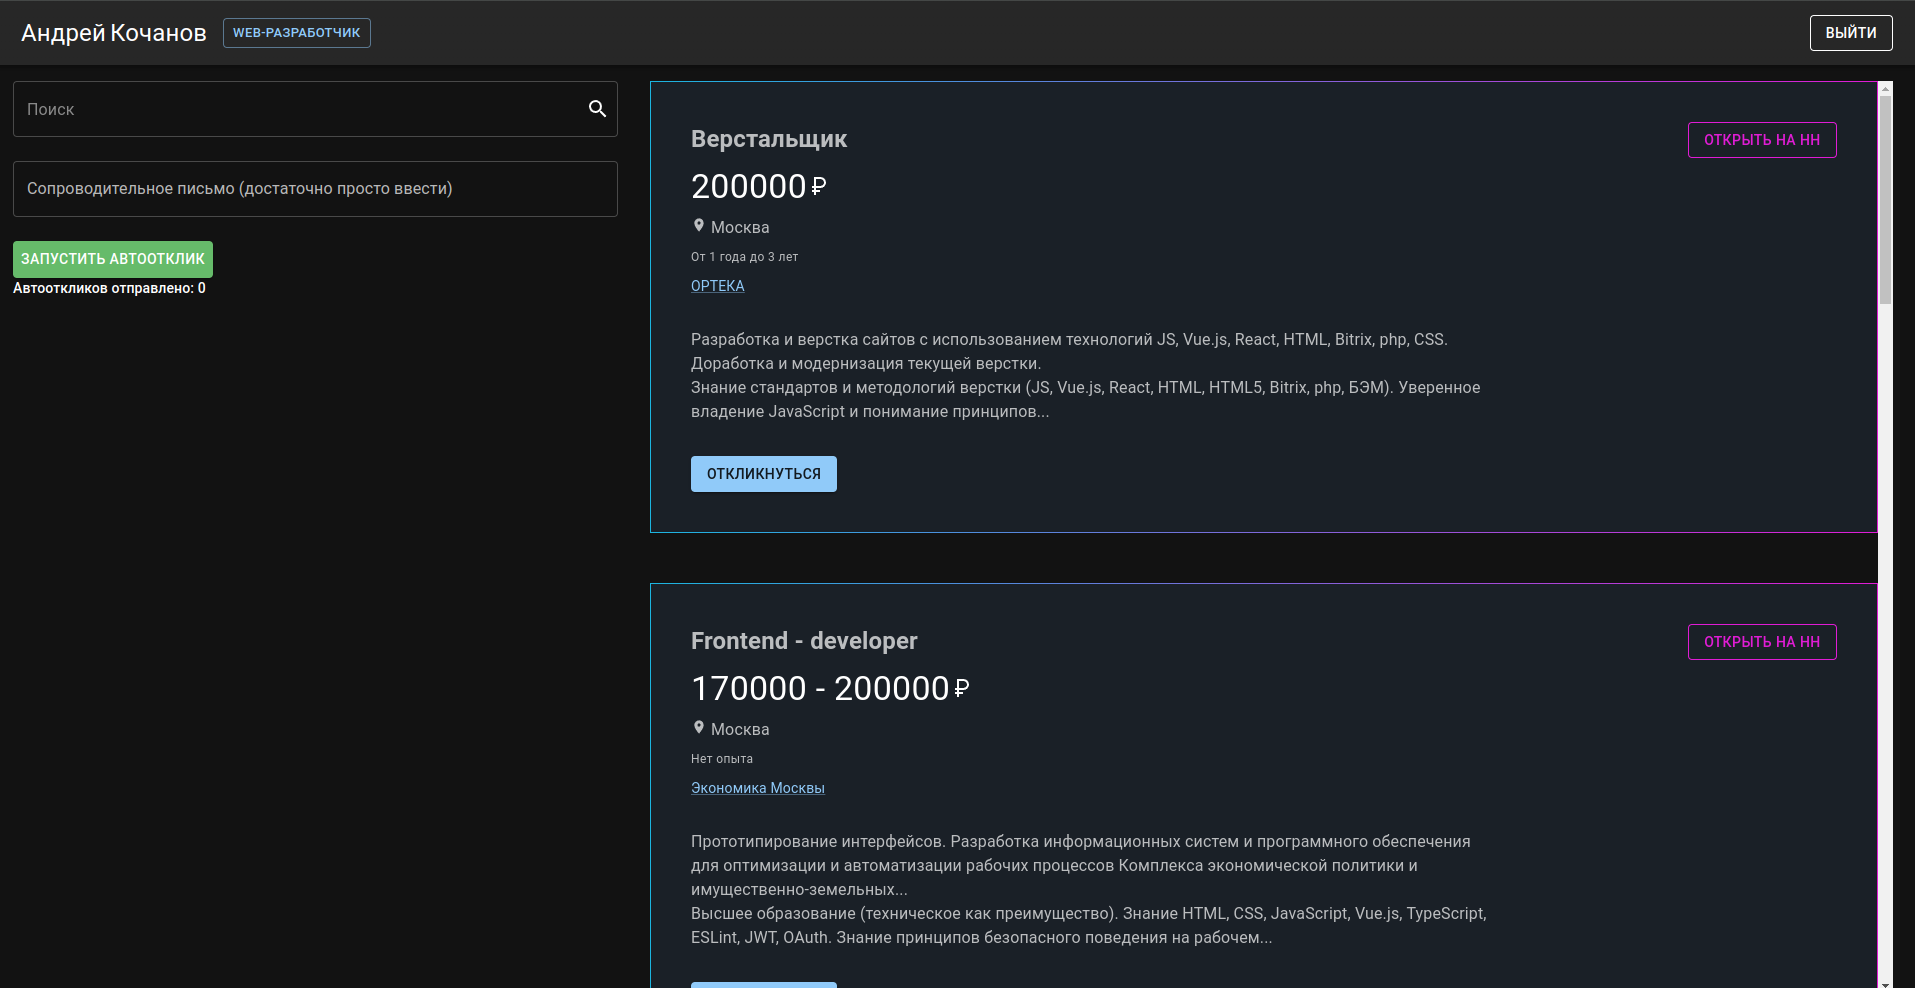 Андрей Кочанов
WEB-РАЗРАБОТЧИК
ВЫЙТИ
Поиск
Сопроводительное письмо (достаточно просто ввести)
ЗАПУСТИТЬ АВТООТКЛИК
Автооткликов отправлено: 0
Верстальщик
ОТКРЫТЬ НА HH
200000 ₽
Москва
От 1 года до 3 лет
ОРТЕКА
Разработка и верстка сайтов с использованием технологий JS, Vue.js, React, HTML, Bitrix, php, CSS.
Доработка и модернизация текущей верстки.
Знание стандартов и методологий верстки (JS, Vue.js, React, HTML, HTML5, Bitrix, php, БЭМ). Уверенное
владение JavaScript и понимание принципов...
ОТКЛИКНУТЬСЯ
Frontend - developer
ОТКРЫТЬ НА HH
170000 - 200000 ₽
Москва
Нет опыта
Экономика Москвы
Прототипирование интерфейсов. Разработка информационных систем и программного обеспечения
для оптимизации и автоматизации рабочих процессов Комплекса экономической политики и
имущественно-земельных...
Высшее образование (техническое как преимущество). Знание HTML, CSS, JavaScript, Vue.js, TypeScript,
ESLint, JWT, OAuth. Знание принципов безопасного поведения на рабочем...